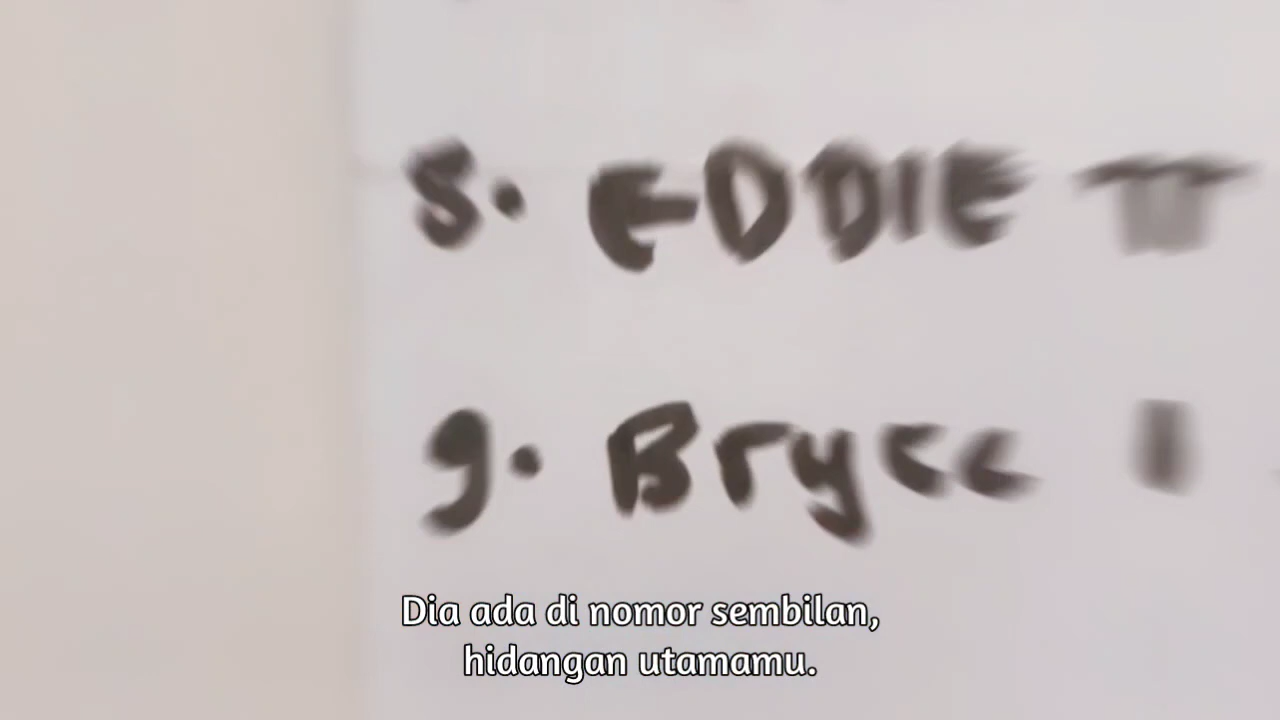 8. EDDIE
9. Bryce
Dia ada di nomor sembilan,
hidangan utamamu.